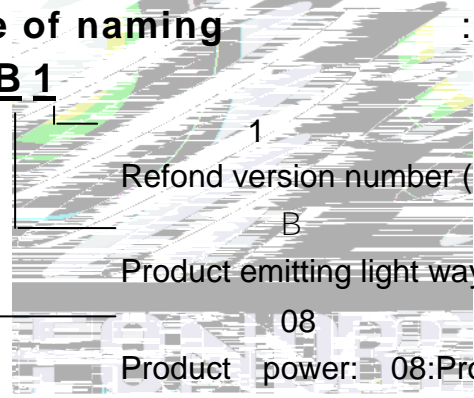 e of naming :
B 1
1
Refond version number (
B
Product emitting light way
08
Product power: 08:Pro